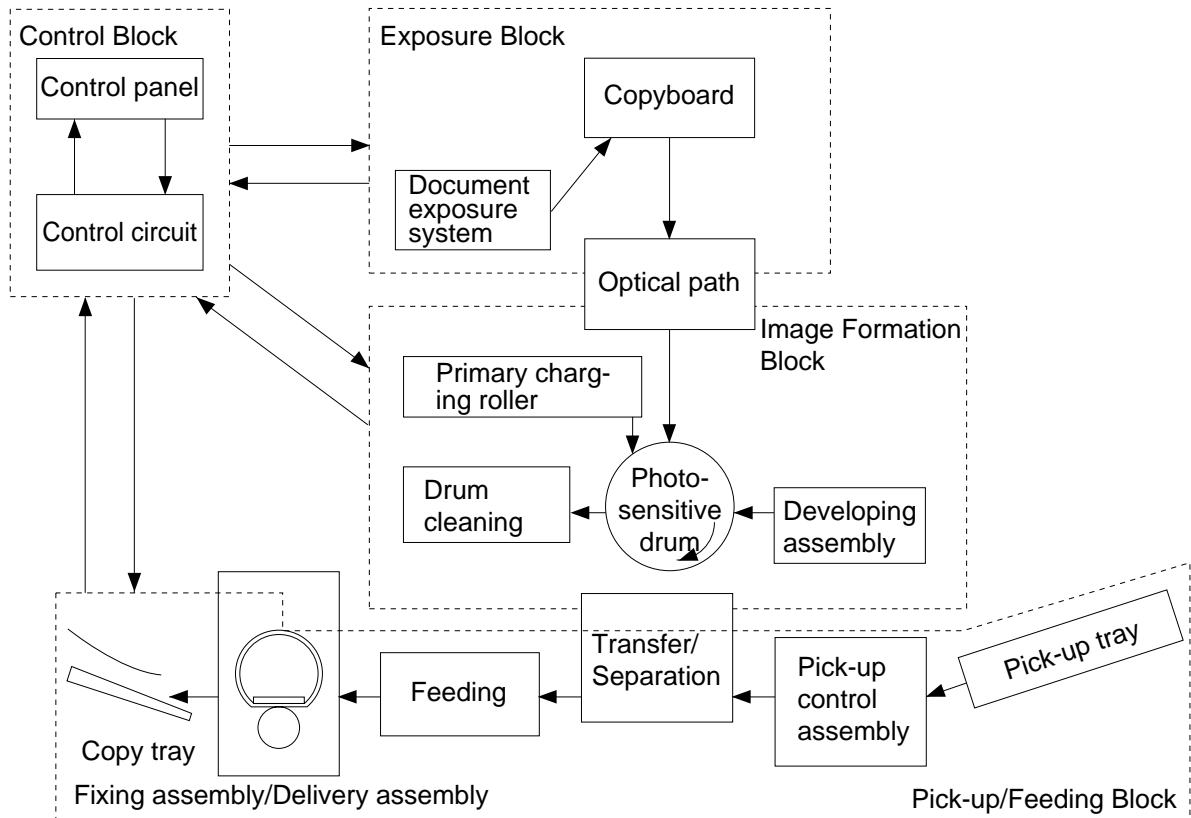 Control Block
Control panel
Control circuit
Exposure Block
Copyboard
Document
exposure
system
Optical path
Image Formation
Block
Primary charg-
ing roller
Photo-
sensitive
drum
Drum
cleaning
Developing
assembly
Transfer/
Separation
Pick-up tray
Pick-up
control
assembly
Feeding
Copy tray
Fixing assembly/Delivery assembly
Pick-up/Feeding Block